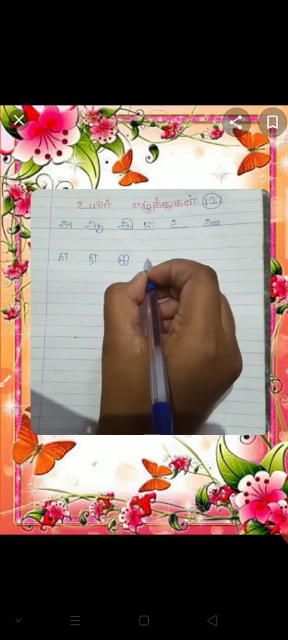 உயிர் எழுத்துகள் 12
அ ஆ இ ஈ உ ஊ
எ ஏ ஐ